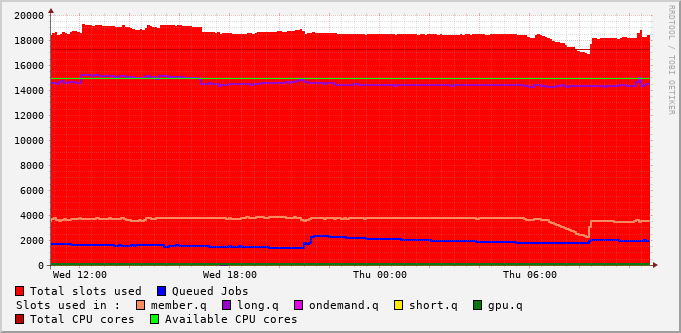 20000
18000
16000
14000
12000
10000
8000
6000
4000
2000
0
Wed 12:00 Wed 18:00 Thu 00:00 Thu 06:00
RRDTOOL / TOBI OETIKER
Total slots used Queued Jobs
Slots used in : member.q long.q ondemand.q short.q gpu.q
Total CPU cores Available CPU cores